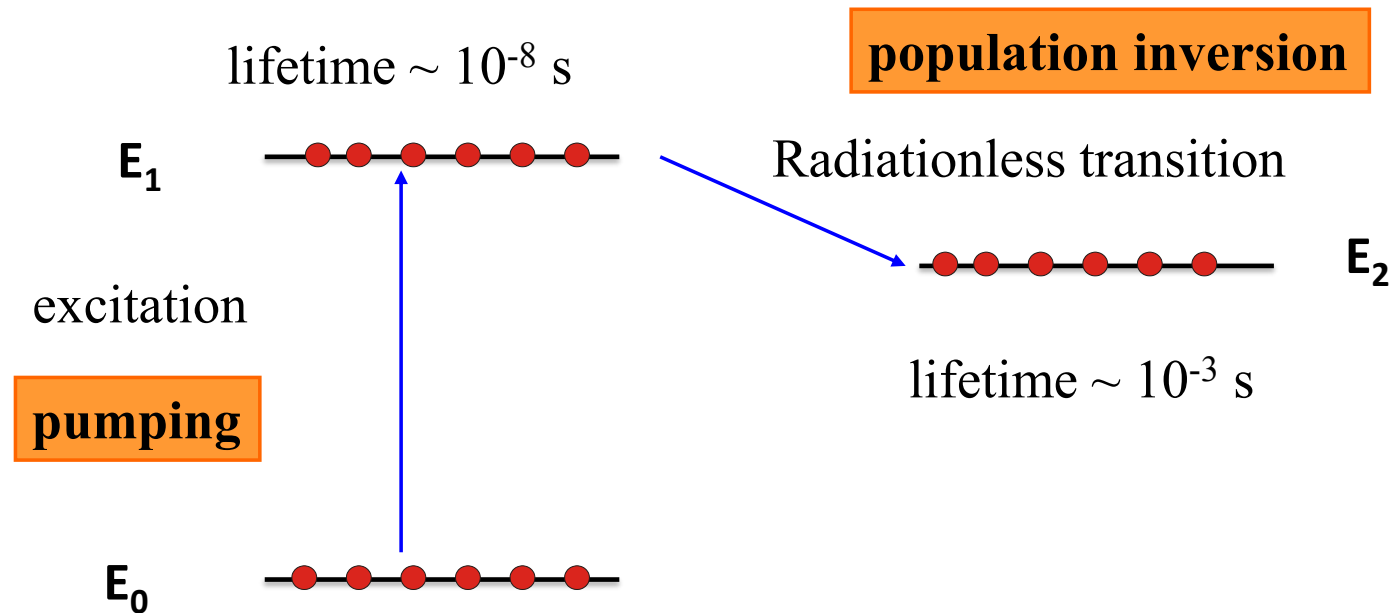 lifetime ~ 10⁻⁸ s
population inversion
E₁
Radiationless transition
E₂
excitation
lifetime ~ 10⁻³ s
pumping
E₀